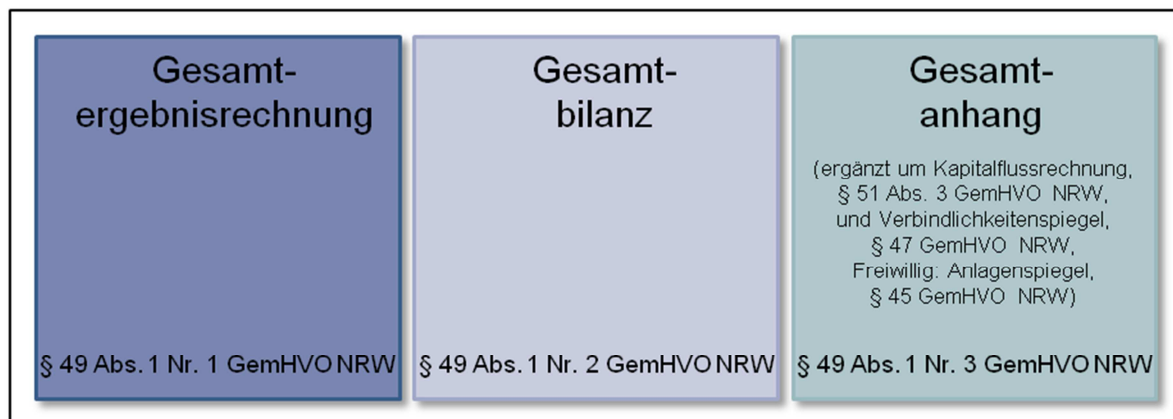 Gesamt-
ergebnisrechnung
§ 49 Abs. 1 Nr. 1 GemHVO NRW
Gesamt-
bilanz
§ 49 Abs. 1 Nr. 2 GemHVO NRW
Gesamt-
anhang
(ergänzt um Kapitalflussrechnung,
§ 51 Abs. 3 GemHVO NRW,
und Verbindlichkeitenspiegel,
§ 47 GemHVO NRW,
Freiwillig: Anlagenspiegel,
§ 45 GemHVO NRW)
§ 49 Abs. 1 Nr. 3 GemHVO NRW